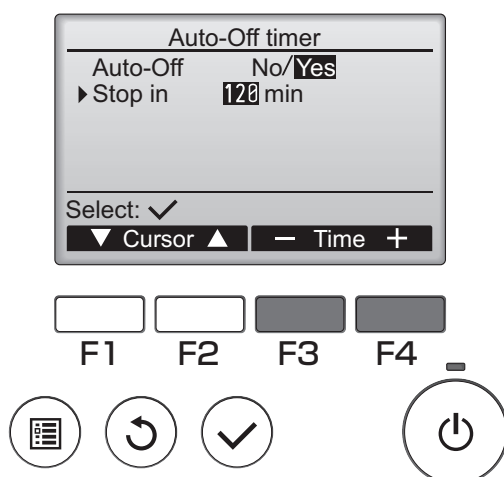 Auto-Off timer
Auto-Off No/Yes
Stop in 120 min
Select:
Cursor − Time +
F1 F2 F3 F4